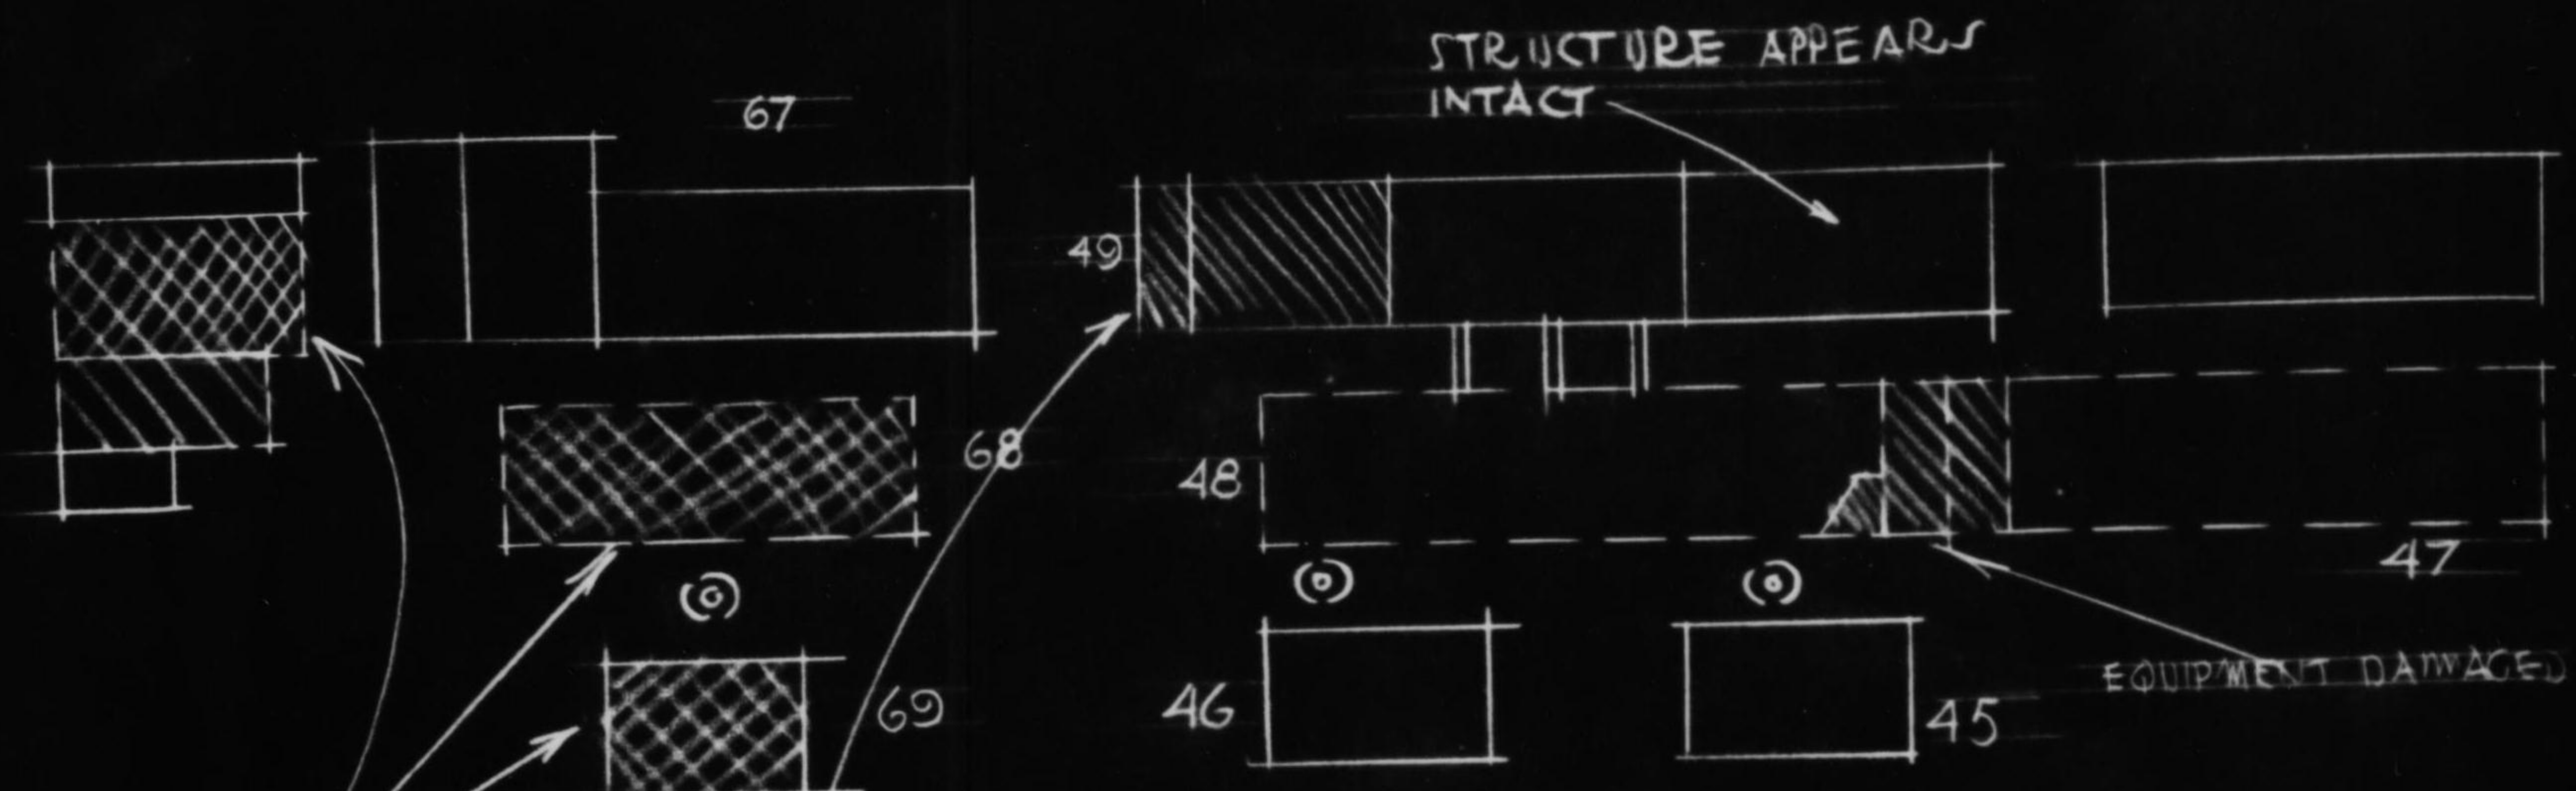 STRUCTURE APPEARS
INTACT
67
49
68
48
47
69
46
45
EQUIPMENT DAMAGED